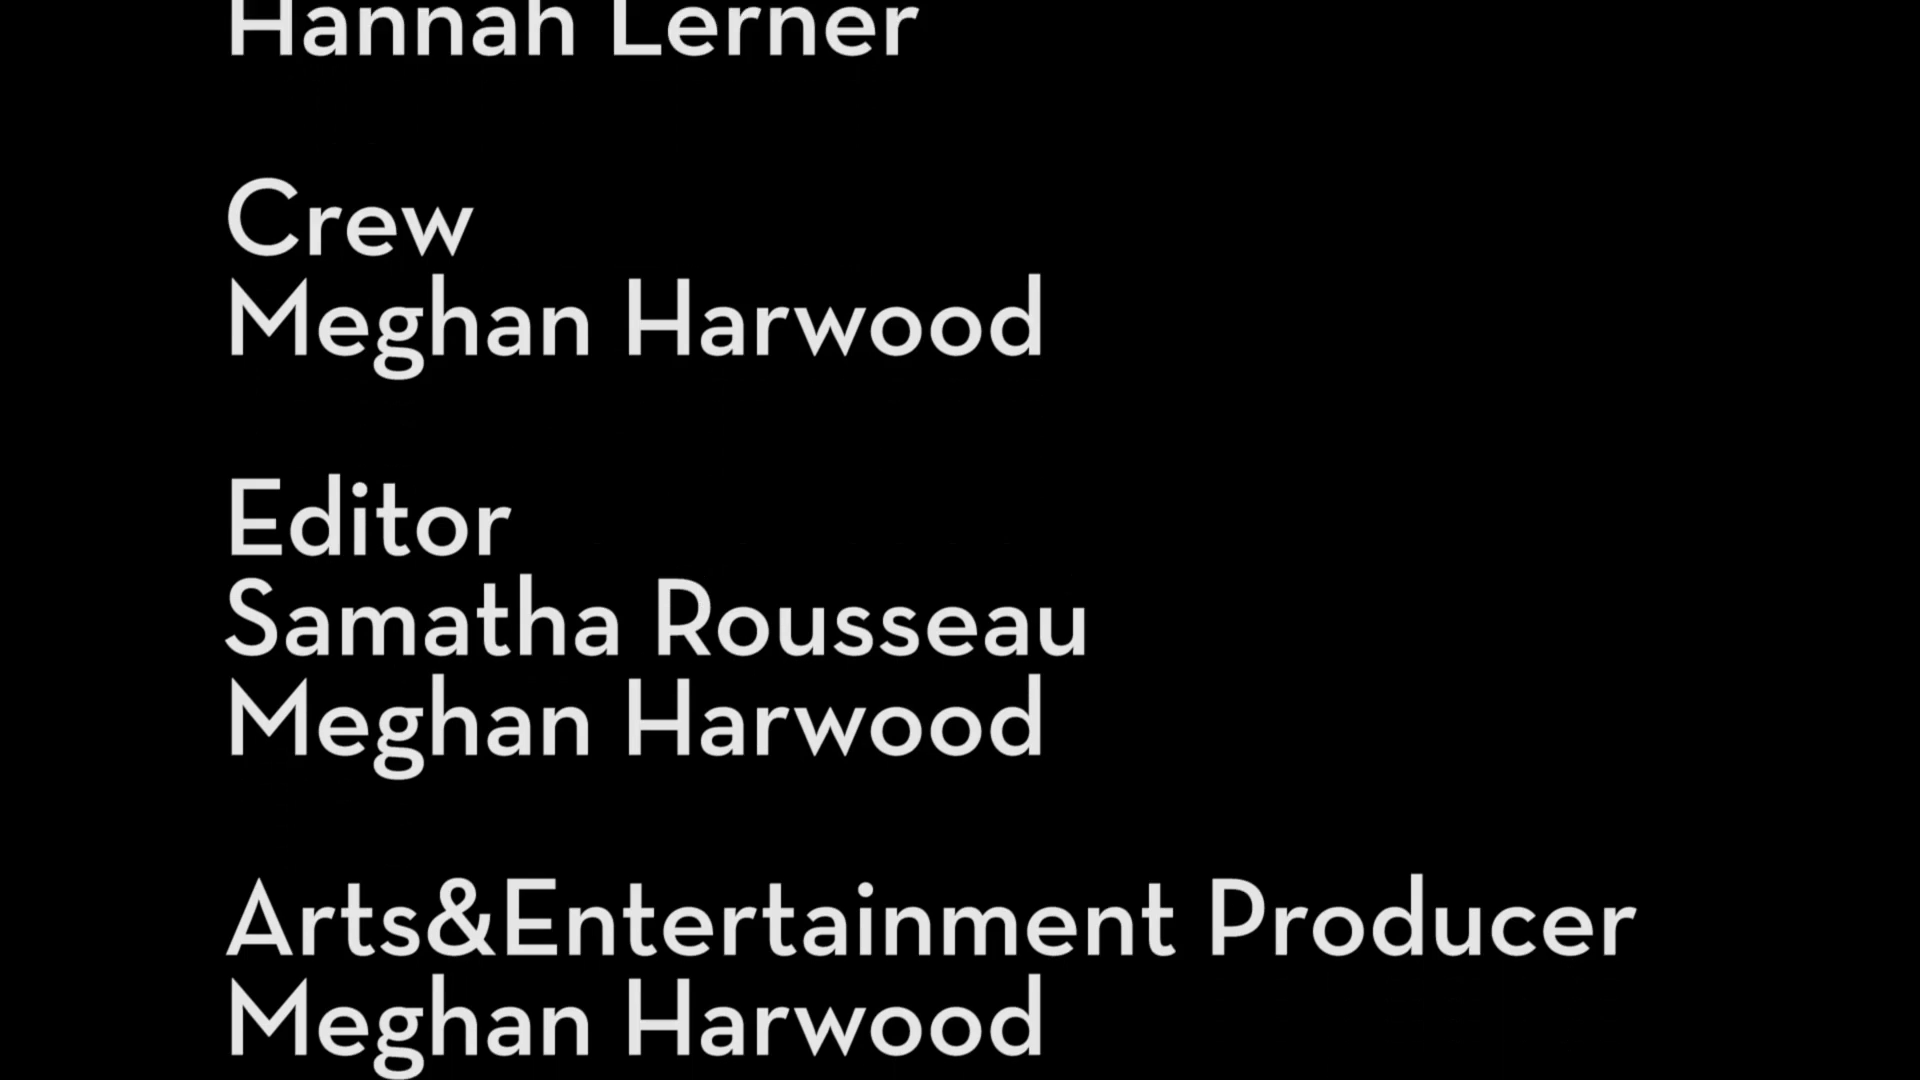 Hannah Lerner
Crew
Meghan Harwood
Editor
Samatha Rousseau
Meghan Harwood
Arts&Entertainment Producer
Meghan Harwood